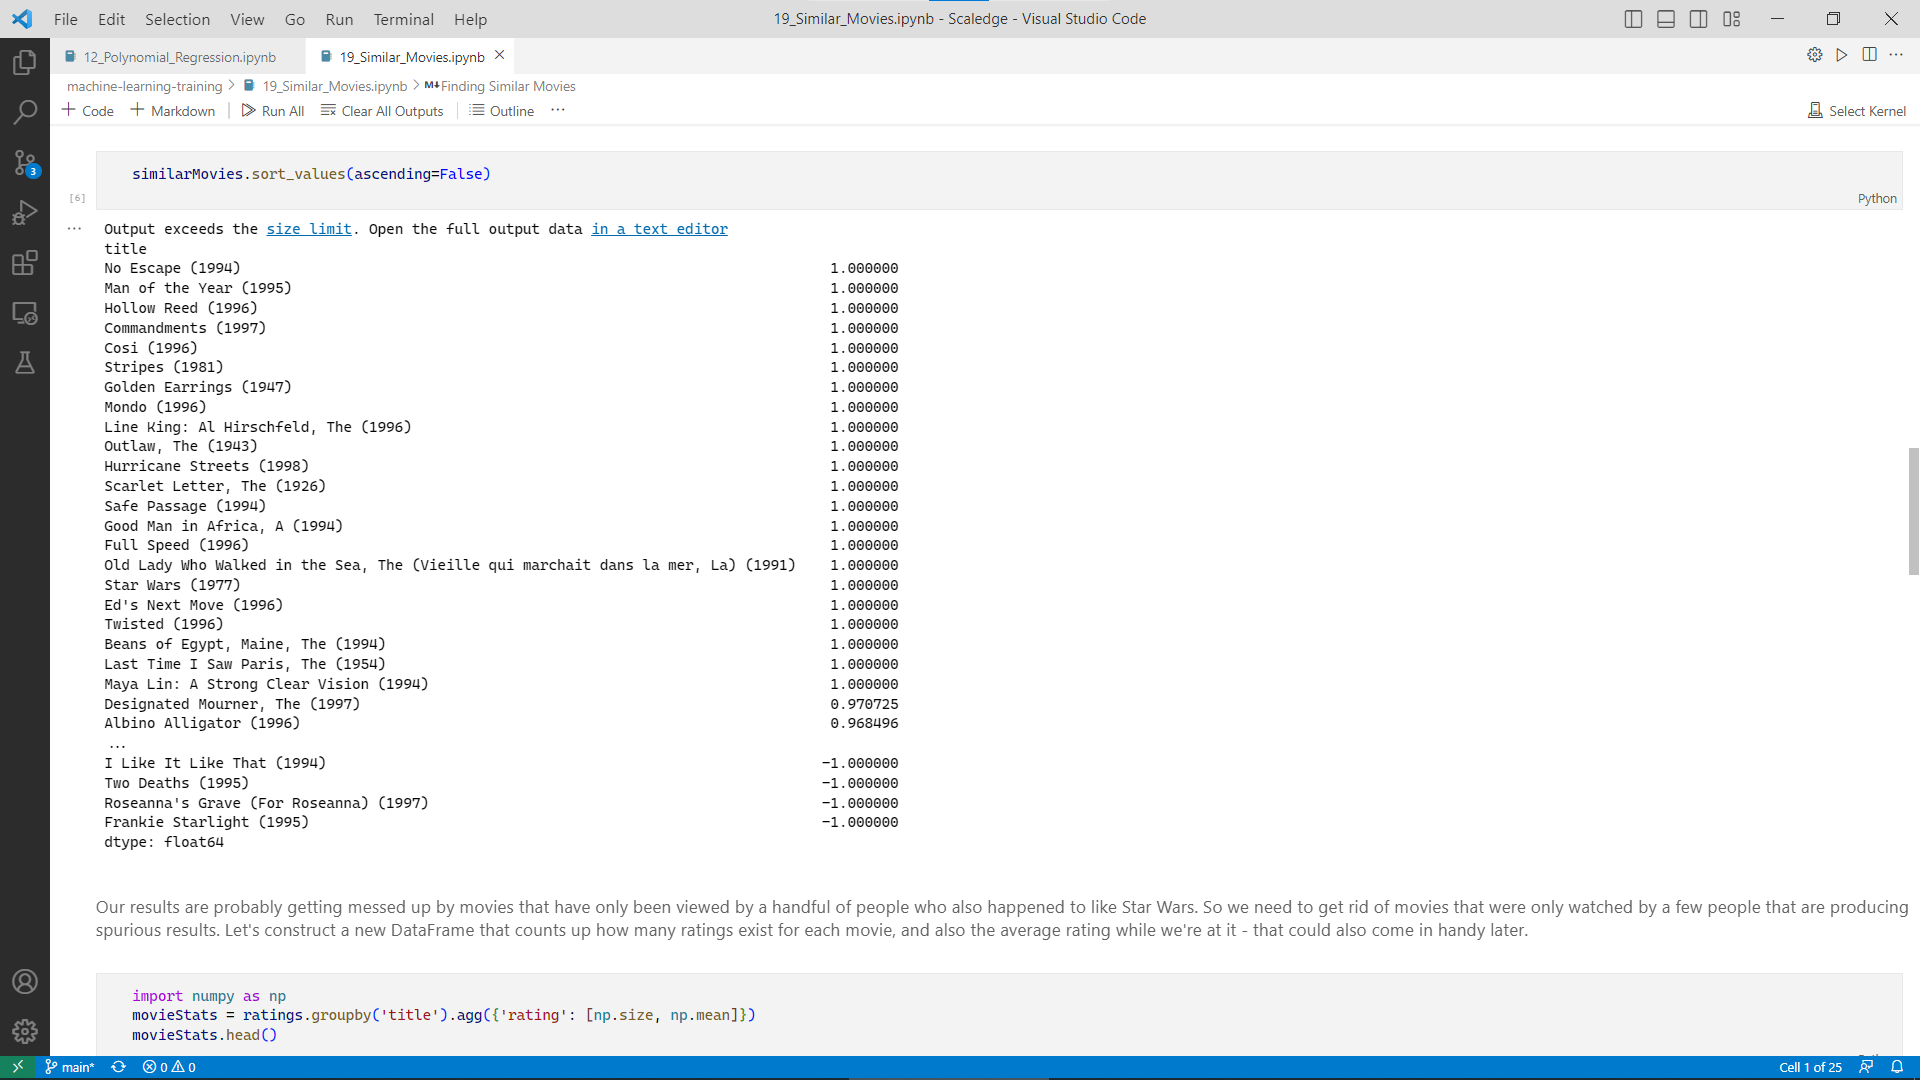 File Edit Selection View Go Run Terminal Help
19_Similar_Movies.ipynb - Scaledge - Visual Studio Code
12_Polynomial_Regression.ipynb
19_Similar_Movies.ipynb
machine-learning-training > 19_Similar_Movies.ipynb > M↓Finding Similar Movies
+ Code + Markdown | Run All Clear All Outputs | Outline ...
Select Kernel
3
similarMovies.sort_values(ascending=False)
[6]
Python
... Output exceeds the size limit. Open the full output data in a text editor
title
No Escape (1994) 1.000000
Man of the Year (1995) 1.000000
Hollow Reed (1996) 1.000000
Commandments (1997) 1.000000
Cosi (1996) 1.000000
Stripes (1981) 1.000000
Golden Earrings (1947) 1.000000
Mondo (1996) 1.000000
Line King: Al Hirschfeld, The (1996) 1.000000
Outlaw, The (1943) 1.000000
Hurricane Streets (1998) 1.000000
Scarlet Letter, The (1926) 1.000000
Safe Passage (1994) 1.000000
Good Man in Africa, A (1994) 1.000000
Full Speed (1996) 1.000000
Old Lady Who Walked in the Sea, The (Vieille qui marchait dans la mer, La) (1991) 1.000000
Star Wars (1977) 1.000000
Ed's Next Move (1996) 1.000000
Twisted (1996) 1.000000
Beans of Egypt, Maine, The (1994) 1.000000
Last Time I Saw Paris, The (1954) 1.000000
Maya Lin: A Strong Clear Vision (1994) 1.000000
Designated Mourner, The (1997) 0.970725
Albino Alligator (1996) 0.968496
...
I Like It Like That (1994) -1.000000
Two Deaths (1995) -1.000000
Roseanna's Grave (For Roseanna) (1997) -1.000000
Frankie Starlight (1995) -1.000000
dtype: float64
Our results are probably getting messed up by movies that have only been viewed by a handful of people who also happened to like Star Wars. So we need to get rid of movies that were only watched by a few people that are producing
spurious results. Let's construct a new DataFrame that counts up how many ratings exist for each movie, and also the average rating while we're at it - that could also come in handy later.
import numpy as np
movieStats = ratings.groupby('title').agg({'rating': [np.size, np.mean]})
movieStats.head()
main* 0 0
Cell 1 of 25